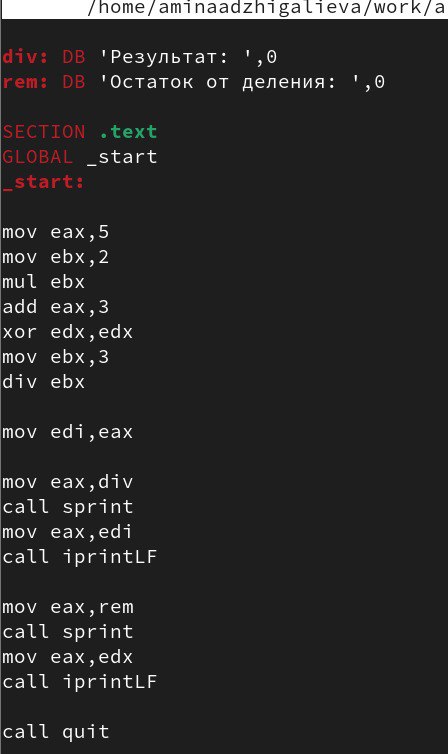 /home/aminaadzhigalieva/work/a
div: DB 'Результат: ',0
rem: DB 'Остаток от деления: ',0
SECTION .text
GLOBAL _start
_start:
mov eax,5
mov ebx,2
mul ebx
add eax,3
xor edx,edx
mov ebx,3
div ebx
mov edi,eax
mov eax,div
call sprint
mov eax,edi
call iprintLF
mov eax,rem
call sprint
mov eax,edx
call iprintLF
call quit